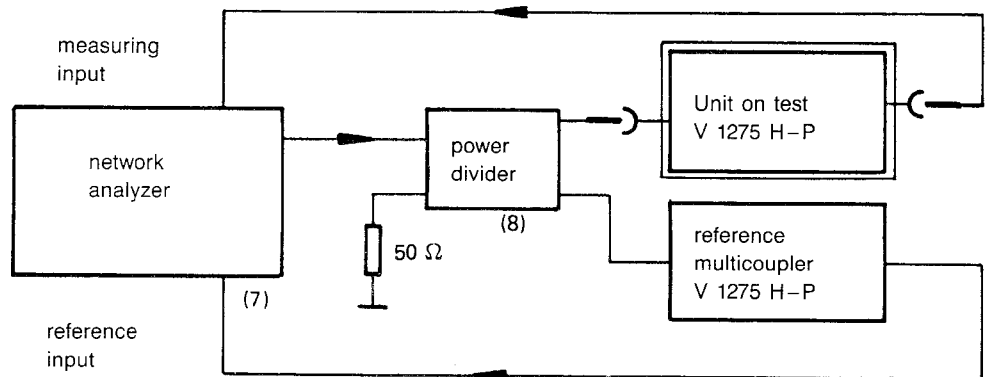 measuring
input
network
analyzer
(7)
reference
input
power
divider
(8)
50 Ω
Unit on test
V 1275 H-P
reference
multicoupler
V 1275 H-P